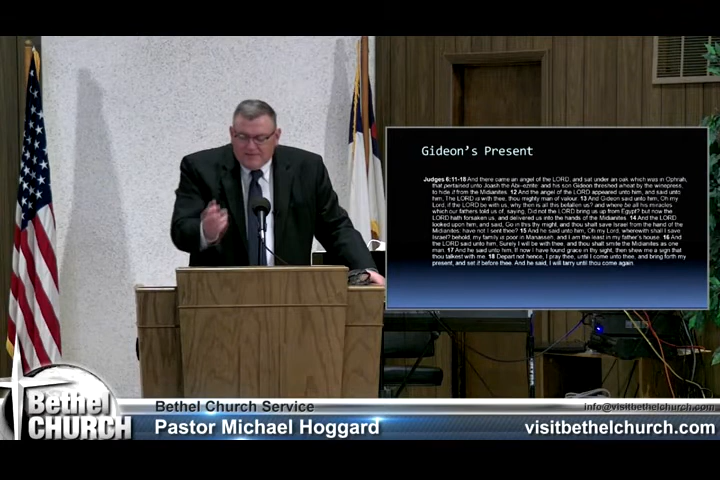 Gideon's Present
Judges 6:11-18 And there came an angel of the LORD, and sat under an oak which was in Ophrah,
that pertained unto Joash the Abi-ezrite: and his son Gideon threshed wheat by the winepress,
to hide it from the Midianites. 12 And the angel of the LORD appeared unto him, and said unto
him, The LORD is with thee, thou mighty man of valour. 13 And Gideon said unto him, Oh my
Lord, if the LORD be with us, why then is all this befallen us? and where be all his miracles
which our fathers told us of, saying, Did not the LORD bring us up from Egypt? but now the
LORD hath forsaken us, and delivered us into the hands of the Midianites. 14 And the LORD
looked upon him, and said, Go in this thy might, and thou shalt save Israel from the hand of the
Midianites: have not I sent thee? 15 And he said unto him, Oh my Lord, wherewith shall I save
Israel? behold, my family is poor in Manasseh, and I am the least in my father's house. 16 And
the LORD said unto him, Surely I will be with thee, and thou shalt smite the Midianites as one
man. 17 And he said unto him, If now I have found grace in thy sight, then shew me a sign
that thou talkest with me. 18 Depart not hence, I pray thee, until I come unto thee, and bring forth my
present, and set it before thee. And he said, I will tarry until thou come again.
Bethel
CHURCH
Bethel Church Service
info@visitbethelchurch.com
Pastor Michael Hoggard
visitbethelchurch.com